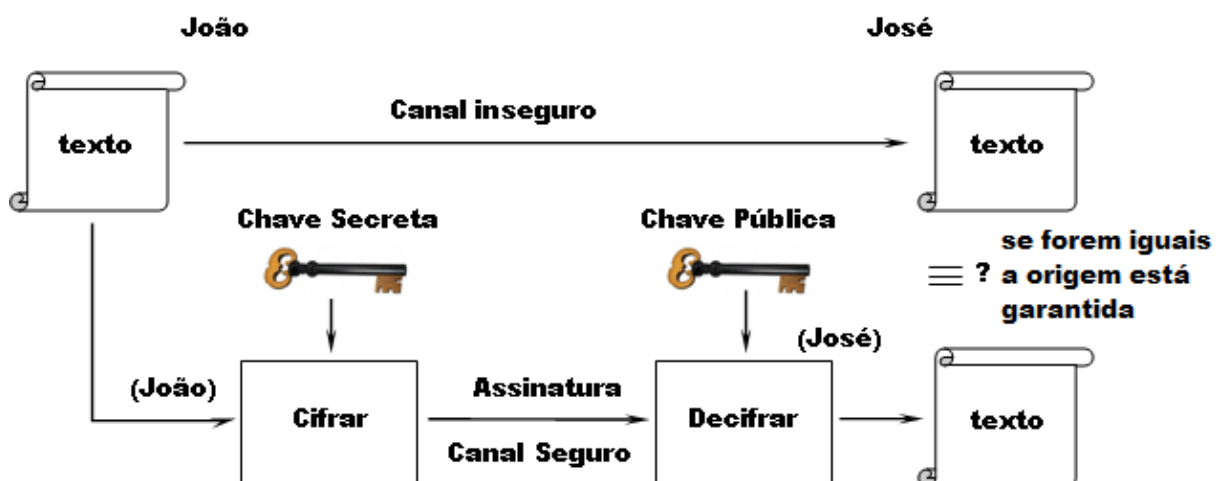 João
José
Canal inseguro
texto
texto
Chave Secreta
Chave Pública
se forem iguais
≡ ? a origem está
garantida
(José)
(João)
Assinatura
Cifrar
Decifrar
texto
Canal Seguro